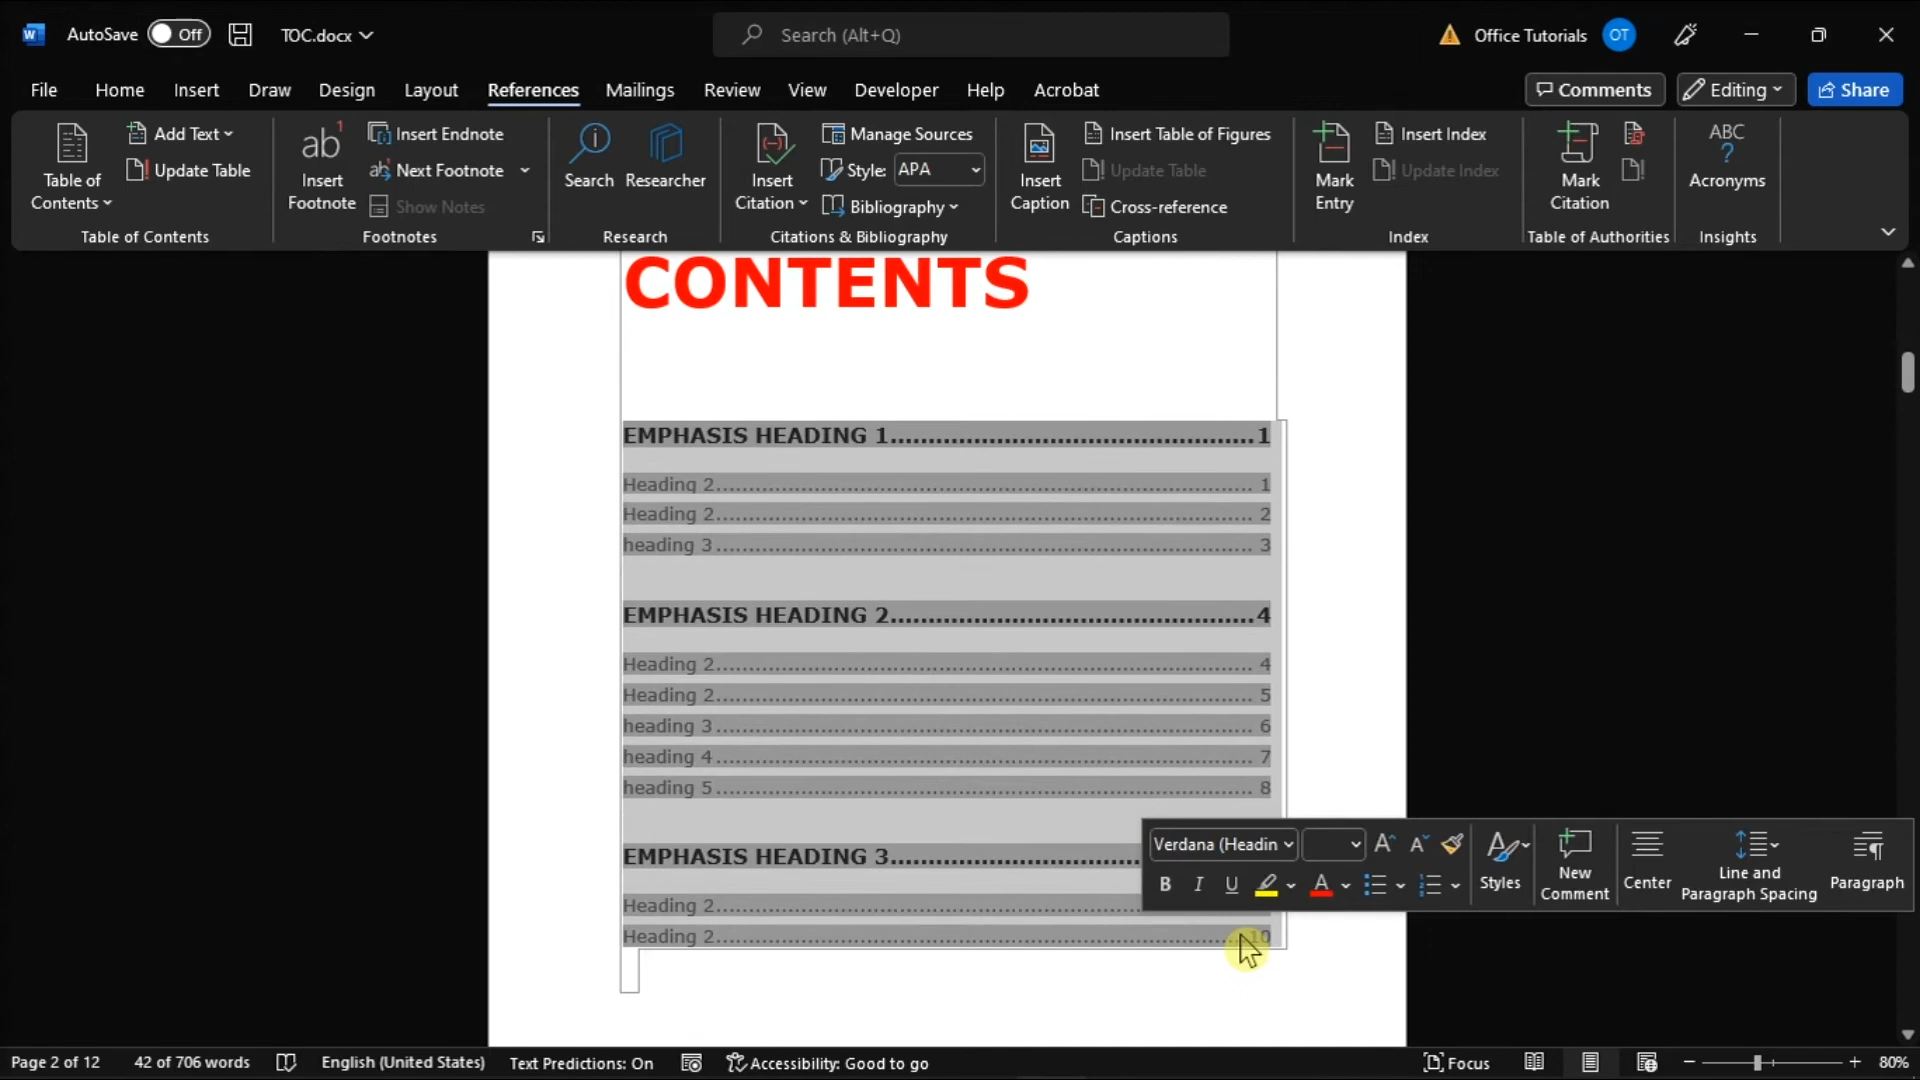 AutoSave Off TOC.docx Search (Alt+Q) Office Tutorials OT
File Home Insert Draw Design Layout References Mailings Review View Developer Help Acrobat Comments Editing Share
Table of Contents
Add Text
Update Table
Table of Contents
ab1
Insert Footnote
Insert Endnote
Next Footnote
Show Notes
Footnotes
Search
Researcher
Research
Insert Citation
Manage Sources
Style: APA
Bibliography
Citations & Bibliography
Insert Caption
Insert Table of Figures
Update Table
Cross-reference
Captions
Mark Entry
Insert Index
Update Index
Index
Mark Citation
Table of Authorities
ABC
?
Acronyms
Insights
CONTENTS
EMPHASIS HEADING 1................................................1
Heading 2................................................................ 1
Heading 2................................................................ 2
heading 3................................................................ 3
EMPHASIS HEADING 2................................................4
Heading 2................................................................ 4
Heading 2................................................................ 5
heading 3................................................................ 6
heading 4................................................................ 7
heading 5................................................................ 8
EMPHASIS HEADING 3.................................
Heading 2....................................................
Heading 2................................................................ 10
Verdana (Headin A A Styles New Comment Center Line and Paragraph Spacing Paragraph
B I U A
Page 2 of 12 42 of 706 words English (United States) Text Predictions: On Accessibility: Good to go Focus 80%